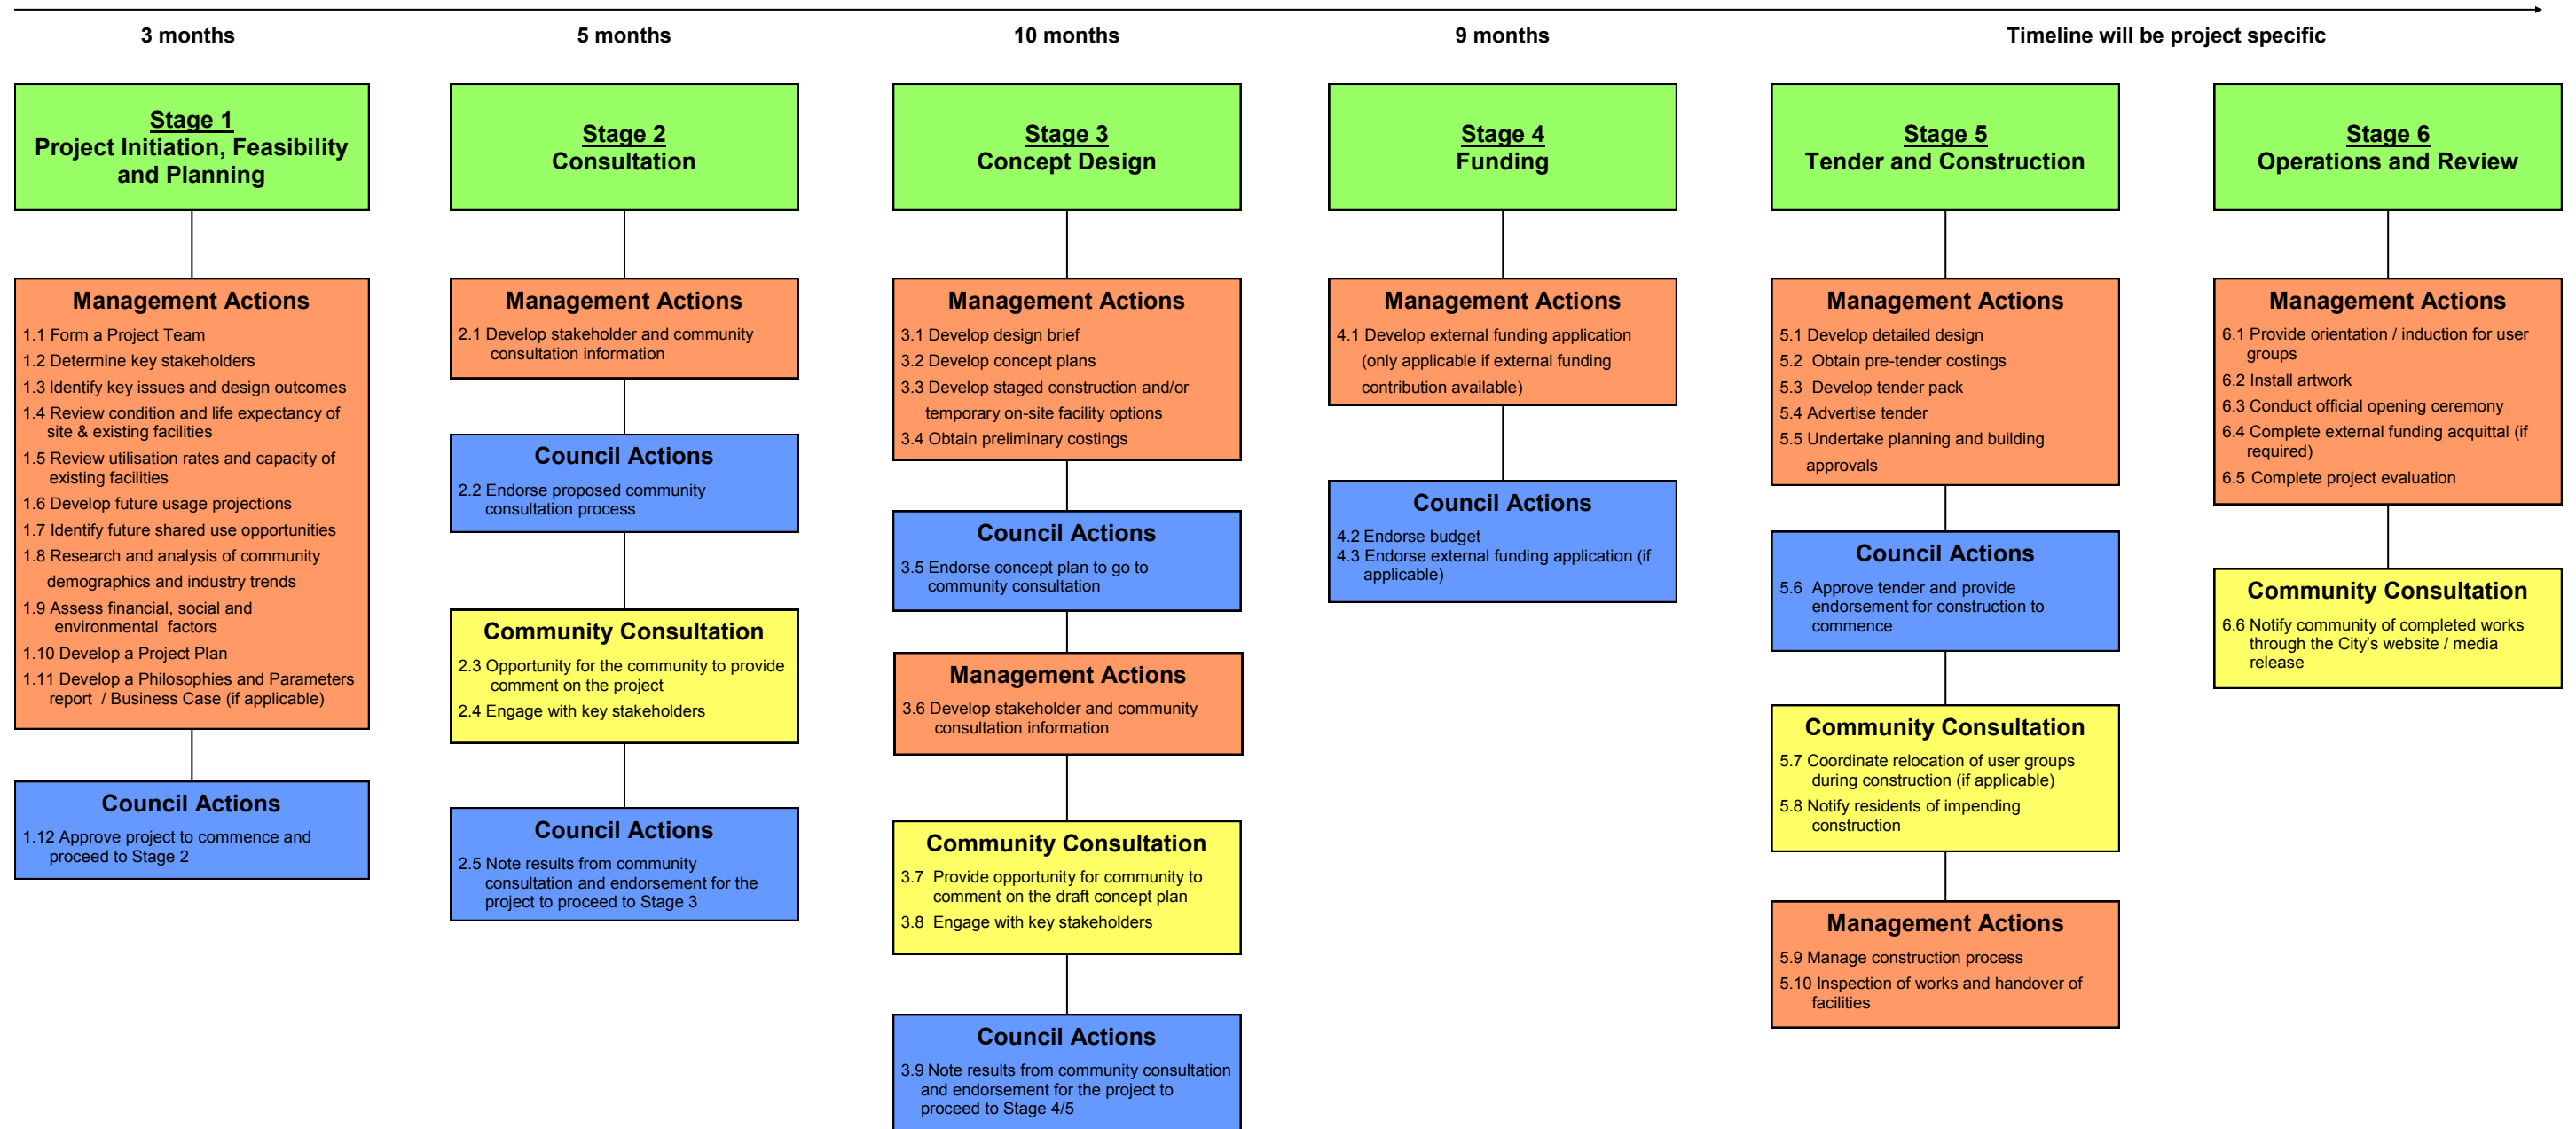 3 months
5 months
10 months
9 months
Timeline will be project specific
Stage 1
Project Initiation, Feasibility
and Planning
Management Actions
1.1 Form a Project Team
1.2 Determine key stakeholders
1.3 Identify key issues and design outcomes
1.4 Review condition and life expectancy of
site & existing facilities
1.5 Review utilisation rates and capacity of
existing facilities
1.6 Develop future usage projections
1.7 Identify future shared use opportunities
1.8 Research and analysis of community
demographics and industry trends
1.9 Assess financial, social and
environmental factors
1.10 Develop a Project Plan
1.11 Develop a Philosophies and Parameters
report / Business Case (if applicable)
Council Actions
1.12 Approve project to commence and
proceed to Stage 2
Stage 2
Consultation
Management Actions
2.1 Develop stakeholder and community
consultation information
Council Actions
2.2 Endorse proposed community
consultation process
Community Consultation
2.3 Opportunity for the community to provide
comment on the project
2.4 Engage with key stakeholders
Council Actions
2.5 Note results from community
consultation and endorsement for the
project to proceed to Stage 3
Stage 3
Concept Design
Management Actions
3.1 Develop design brief
3.2 Develop concept plans
3.3 Develop staged construction and/or
temporary on-site facility options
3.4 Obtain preliminary costings
Council Actions
3.5 Endorse concept plan to go to
community consultation
Management Actions
3.6 Develop stakeholder and community
consultation information
Community Consultation
3.7 Provide opportunity for community to
comment on the draft concept plan
3.8 Engage with key stakeholders
Council Actions
3.9 Note results from community consultation
and endorsement for the project to
proceed to Stage 4/5
Stage 4
Funding
Management Actions
4.1 Develop external funding application
(only applicable if external funding
contribution available)
Council Actions
4.2 Endorse budget
4.3 Endorse external funding application (if
applicable)
Stage 5
Tender and Construction
Management Actions
5.1 Develop detailed design
5.2 Obtain pre-tender costings
5.3 Develop tender pack
5.4 Advertise tender
5.5 Undertake planning and building
approvals
Council Actions
5.6 Approve tender and provide
endorsement for construction to
commence
Community Consultation
5.7 Coordinate relocation of user groups
during construction (if applicable)
5.8 Notify residents of impending
construction
Management Actions
5.9 Manage construction process
5.10 Inspection of works and handover of
facilities
Stage 6
Operations and Review
Management Actions
6.1 Provide orientation / induction for user
groups
6.2 Install artwork
6.3 Conduct official opening ceremony
6.4 Complete external funding acquittal (if
required)
6.5 Complete project evaluation
Community Consultation
6.6 Notify community of completed works
through the City's website / media
release